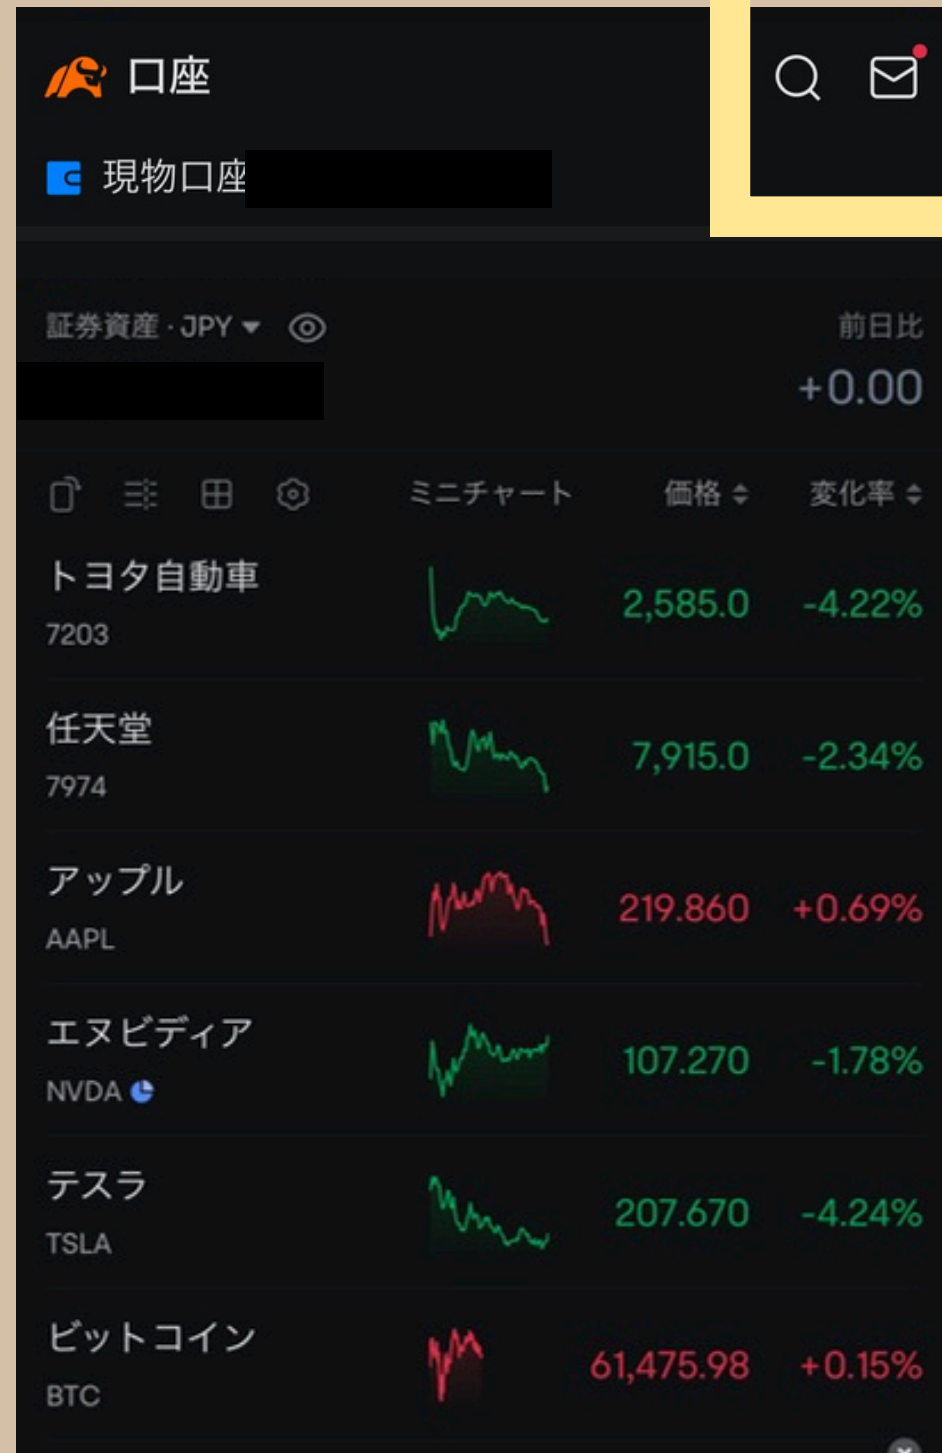 口座
現物口座
証券資産·JPY 前日比
+0.00
ミニチャート 価格 変化率
トヨタ自動車 2,585.0 -4.22%
7203
任天堂 7,915.0 -2.34%
7974
アップル 219.860 +0.69%
AAPL
エヌビディア 107.270 -1.78%
NVDA
テスラ 207.670 -4.24%
TSLA
ビットコイン 61,475.98 +0.15%
BTC